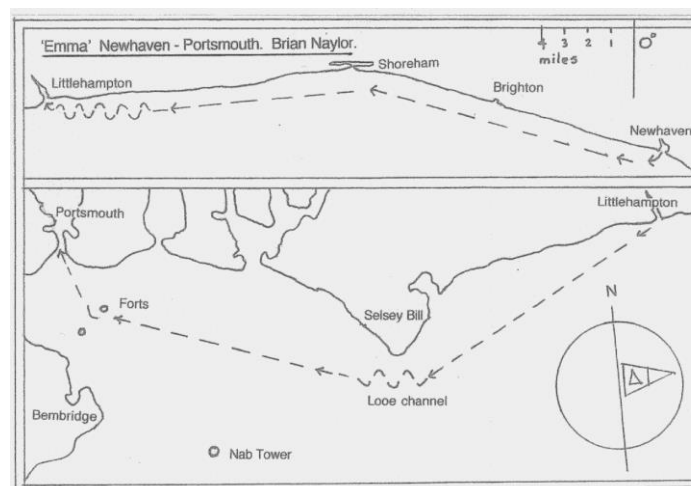 'Emma' Newhaven - Portsmouth. Brian Naylor.
4 3 2 1 0°
miles
Shoreham
Littlehampton
Brighton
Newhaven
Portsmouth
Littlehampton
Forts
Selsey Bill
N
Looe channel
Bembridge
Nab Tower